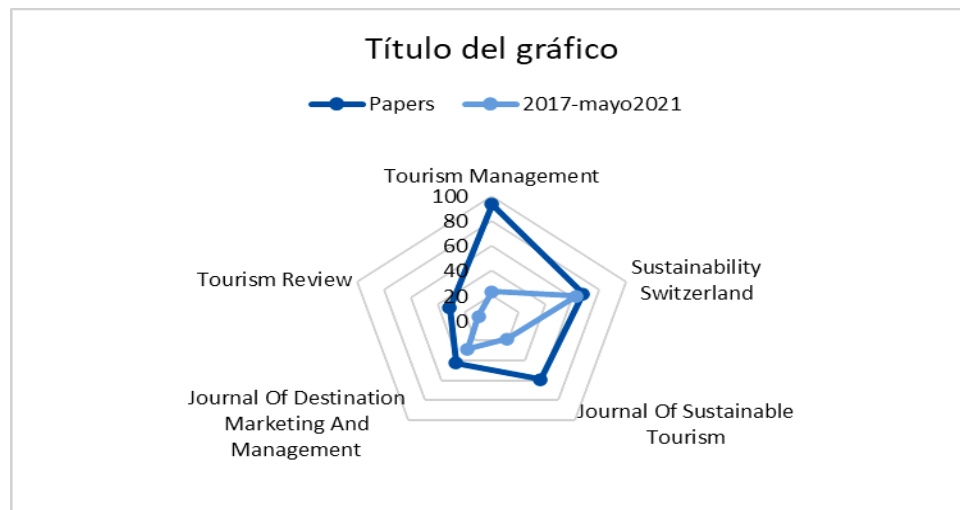 Título del gráfico
Papers
2017-mayo2021
Tourism Management
100
80
60
40
20
0
Sustainability
Switzerland
Journal Of Sustainable
Tourism
Journal Of Destination
Marketing And
Management
Tourism Review